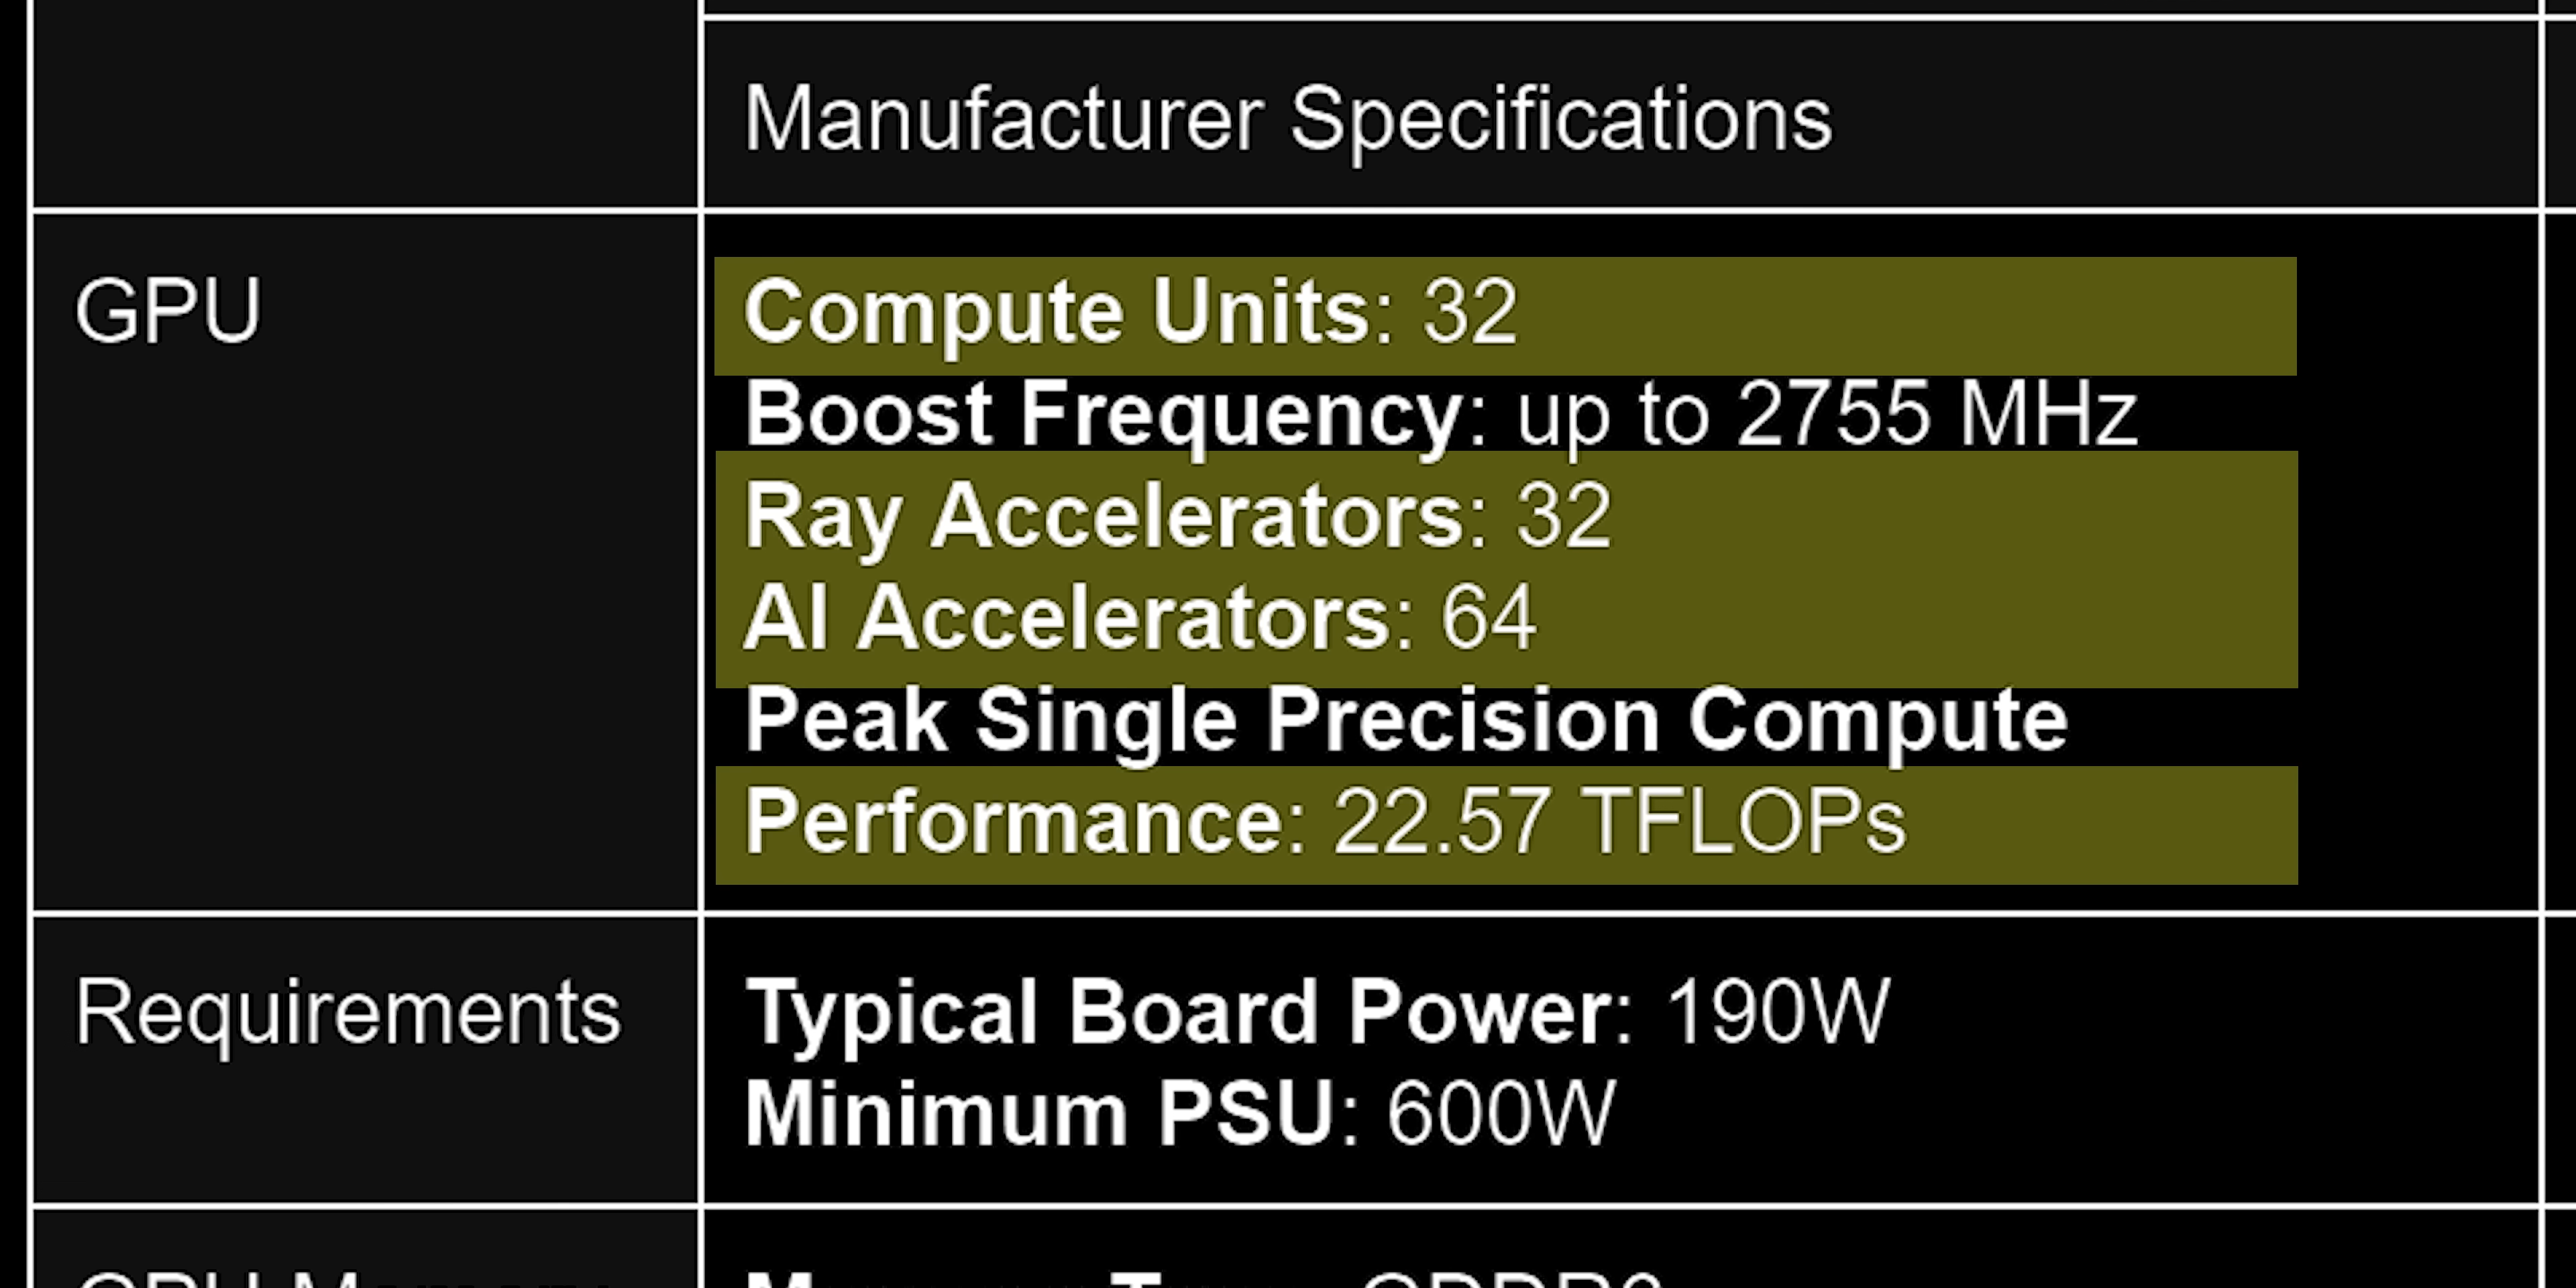 Manufacturer Specifications
GPU
Compute Units: 32
Boost Frequency: up to 2755 MHz
Ray Accelerators: 32
AI Accelerators: 64
Peak Single Precision Compute
Performance: 22.57 TFLOPs
Requirements
Typical Board Power: 190W
Minimum PSU: 600W